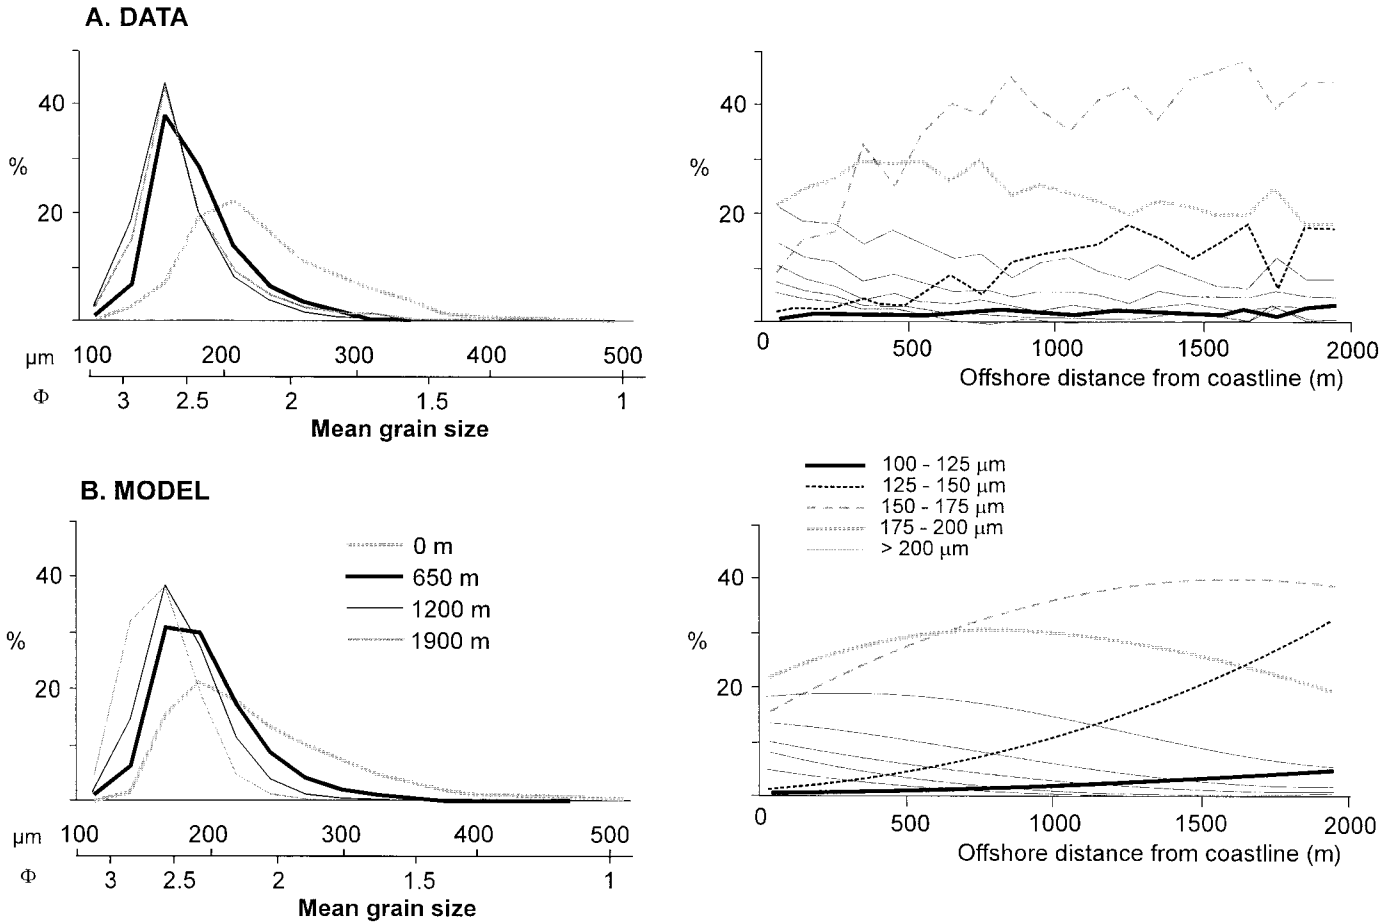 A. DATA
40
%
20
µm 100 200 300 400 500
Φ 3 2.5 2 1.5 1
Mean grain size
40
%
20
0 500 1000 1500 2000
Offshore distance from coastline (m)
B. MODEL
0 m
650 m
1200 m
1900 m
40
%
20
µm 100 200 300 400 500
Φ 3 2.5 2 1.5 1
Mean grain size
100 - 125 µm
125 - 150 µm
150 - 175 µm
175 - 200 µm
> 200 µm
40
%
20
0 500 1000 1500 2000
Offshore distance from coastline (m)